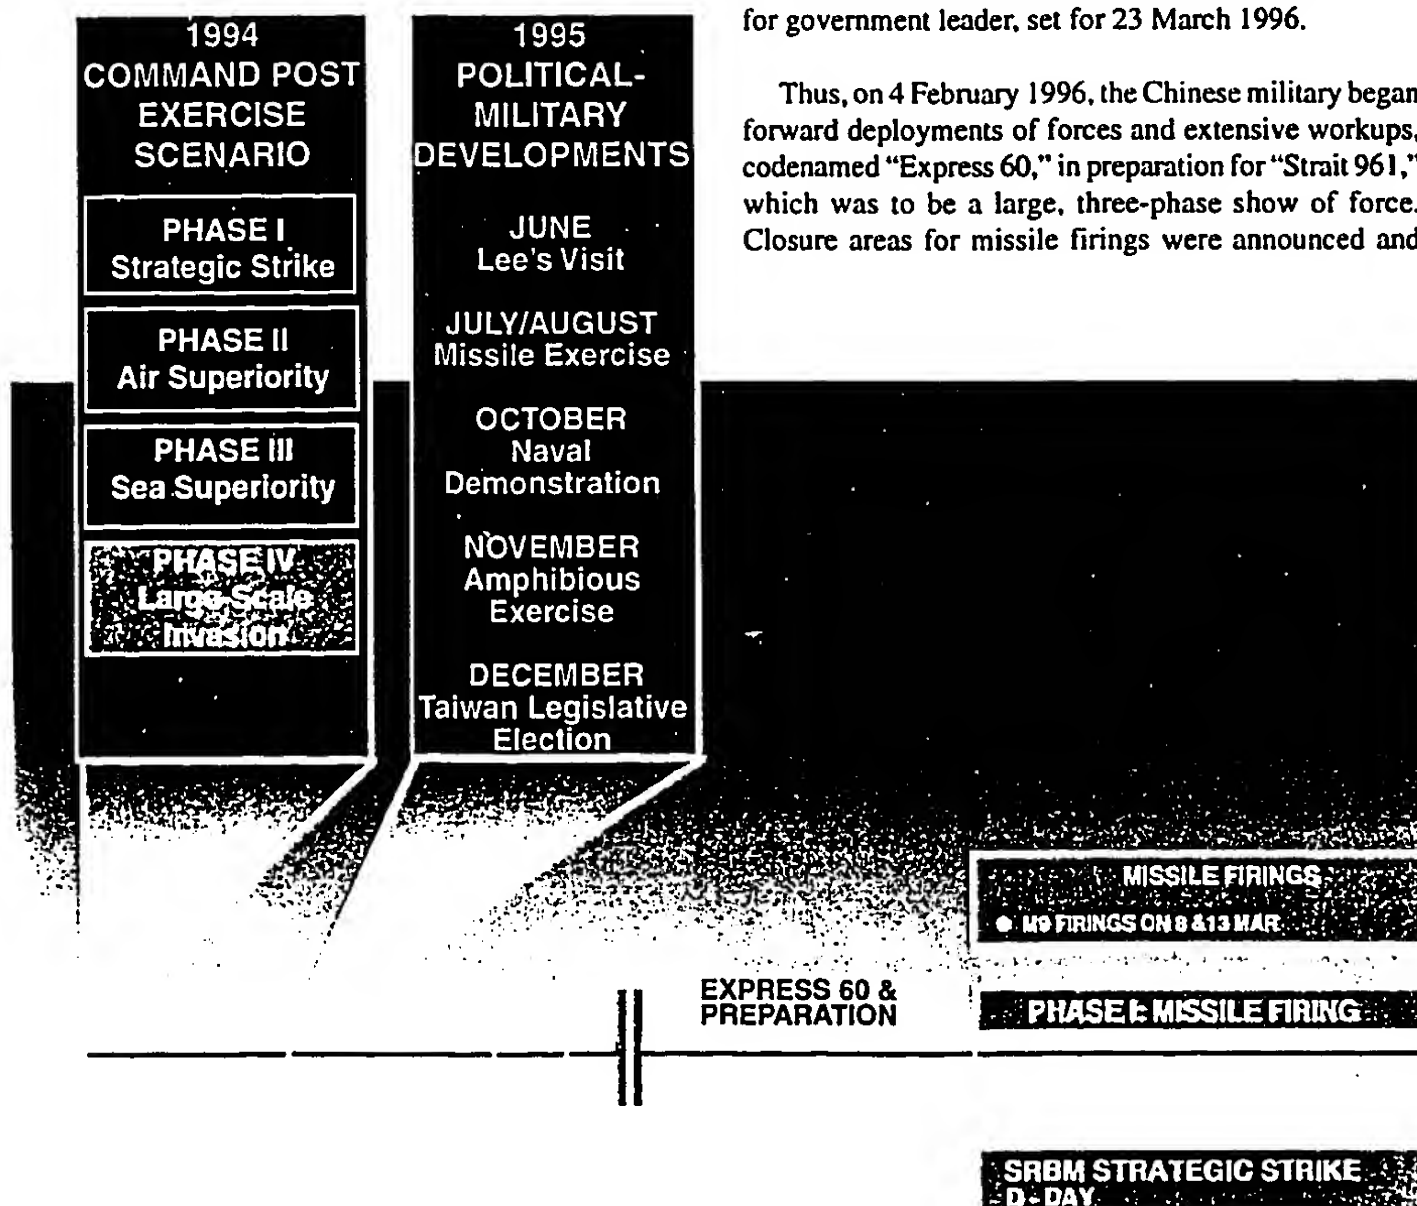 1994
COMMAND POST
EXERCISE
SCENARIO
PHASE I
Strategic Strike
PHASE II
Air Superiority
PHASE III
Sea Superiority
PHASE IV
Large-Scale
Invasion
1995
POLITICAL-
MILITARY
DEVELOPMENTS
JUNE
Lee's Visit
JULY/AUGUST
Missile Exercise
OCTOBER
Naval
Demonstration
NOVEMBER
Amphibious
Exercise
DECEMBER
Taiwan Legislative
Election
for government leader, set for 23 March 1996.
Thus, on 4 February 1996, the Chinese military began
forward deployments of forces and extensive workups,
codenamed “Express 60,” in preparation for “Strait 961,”
which was to be a large, three-phase show of force.
Closure areas for missile firings were announced and
MISSILE FIRINGS
● M9 FIRINGS ON 8 & 13 MAR
EXPRESS 60 &
PREPARATION
PHASE I: MISSILE FIRING
SRBM STRATEGIC STRIKE
D-DAY